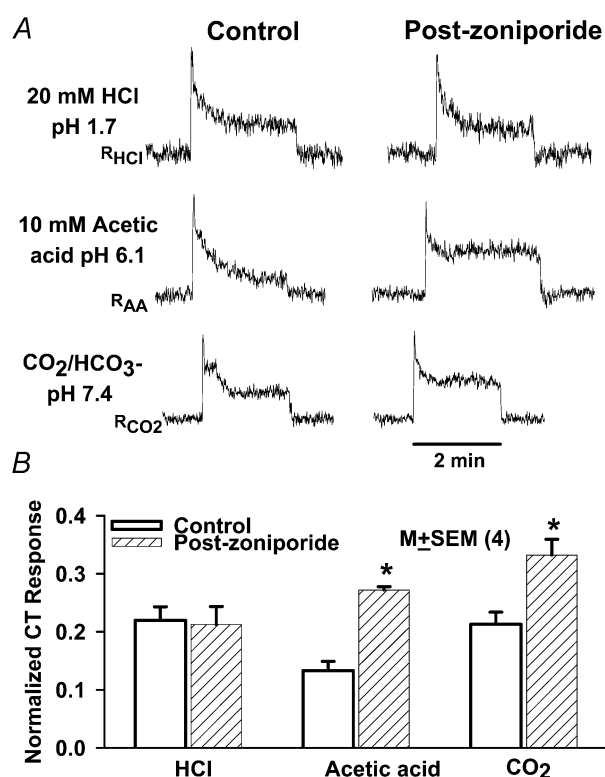 A
Control Post-zoniporide
20 mM HCl
pH 1.7
RHCl
10 mM Acetic
acid pH 6.1
RAA
CO2/HCO3-
pH 7.4
RCO2
2 min
B
Normalized CT Response
0.4
0.3
0.2
0.1
0.0
Control
Post-zoniporide
M±SEM (4)
*
*
HCl Acetic acid CO2